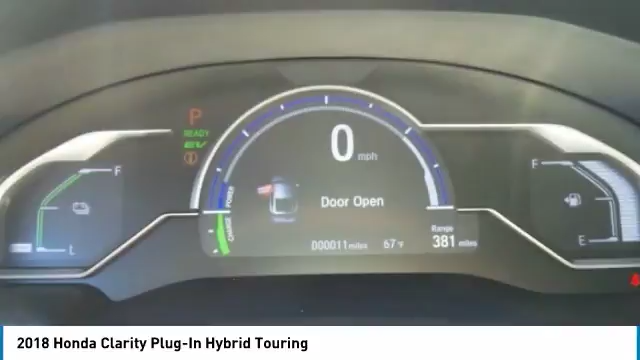 P
READY
EV
0 mph
F
F
POWER
Door Open
CHARGE
Range
L
000011 miles 67°F 381 miles
E
2018 Honda Clarity Plug-In Hybrid Touring